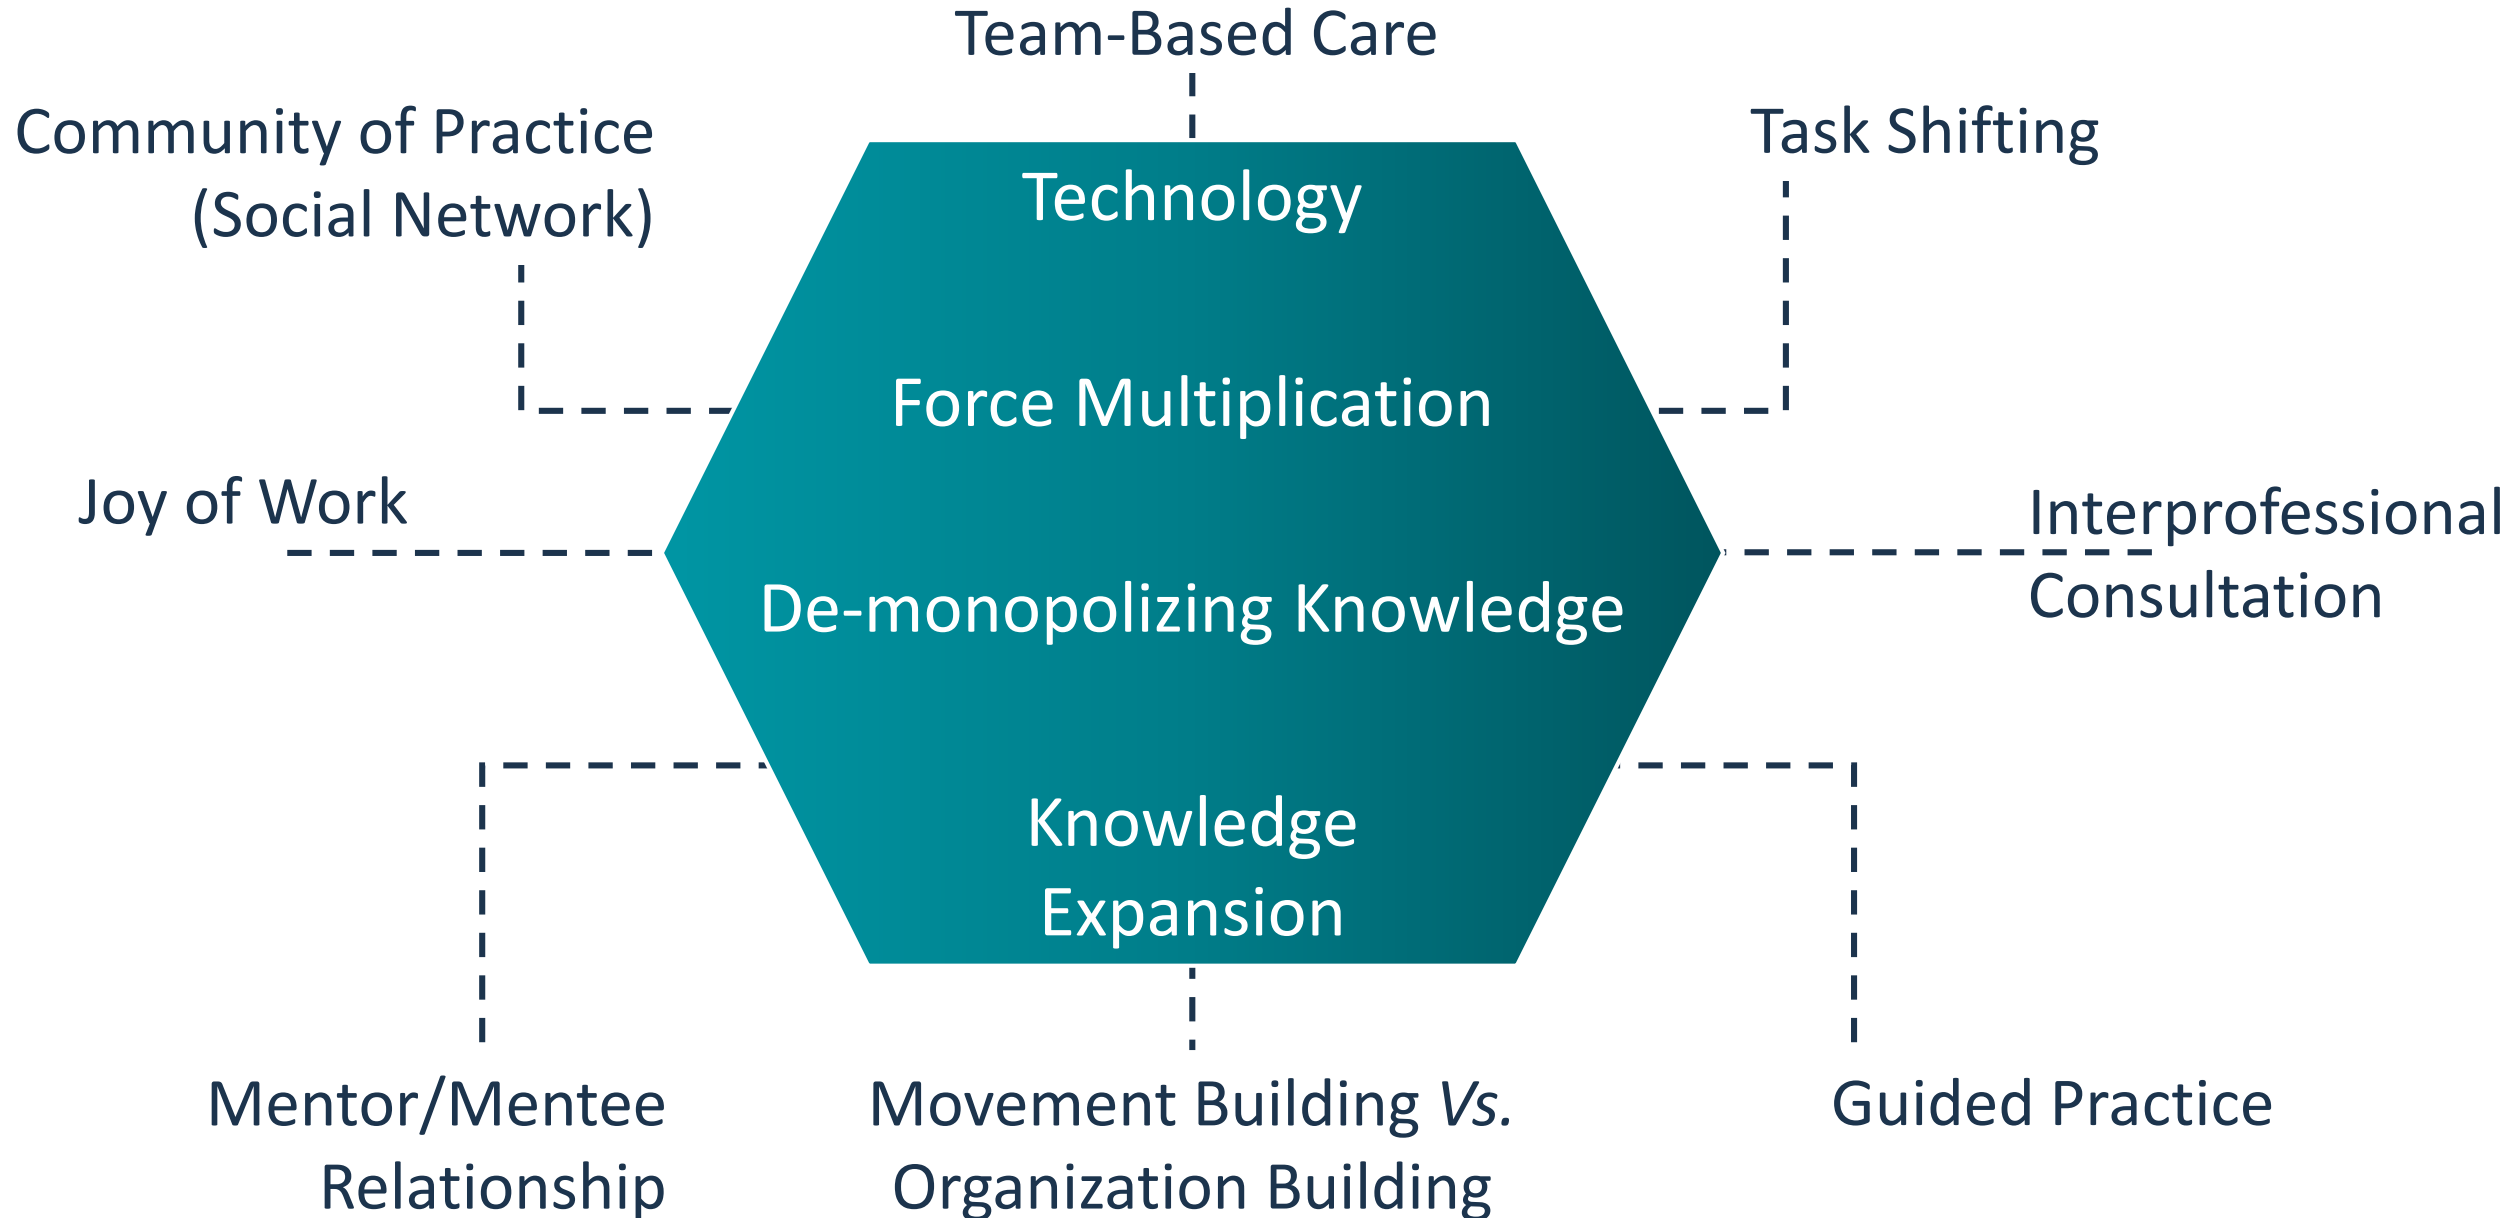 Team-Based Care
Community of Practice
(Social Network)
Task Shifting
Technology
Force Multiplication
Joy of Work
Interprofessional
Consultation
De-monopolizing Knowledge
Knowledge
Expansion
Mentor/Mentee
Relationship
Movement Building Vs.
Organization Building
Guided Practice